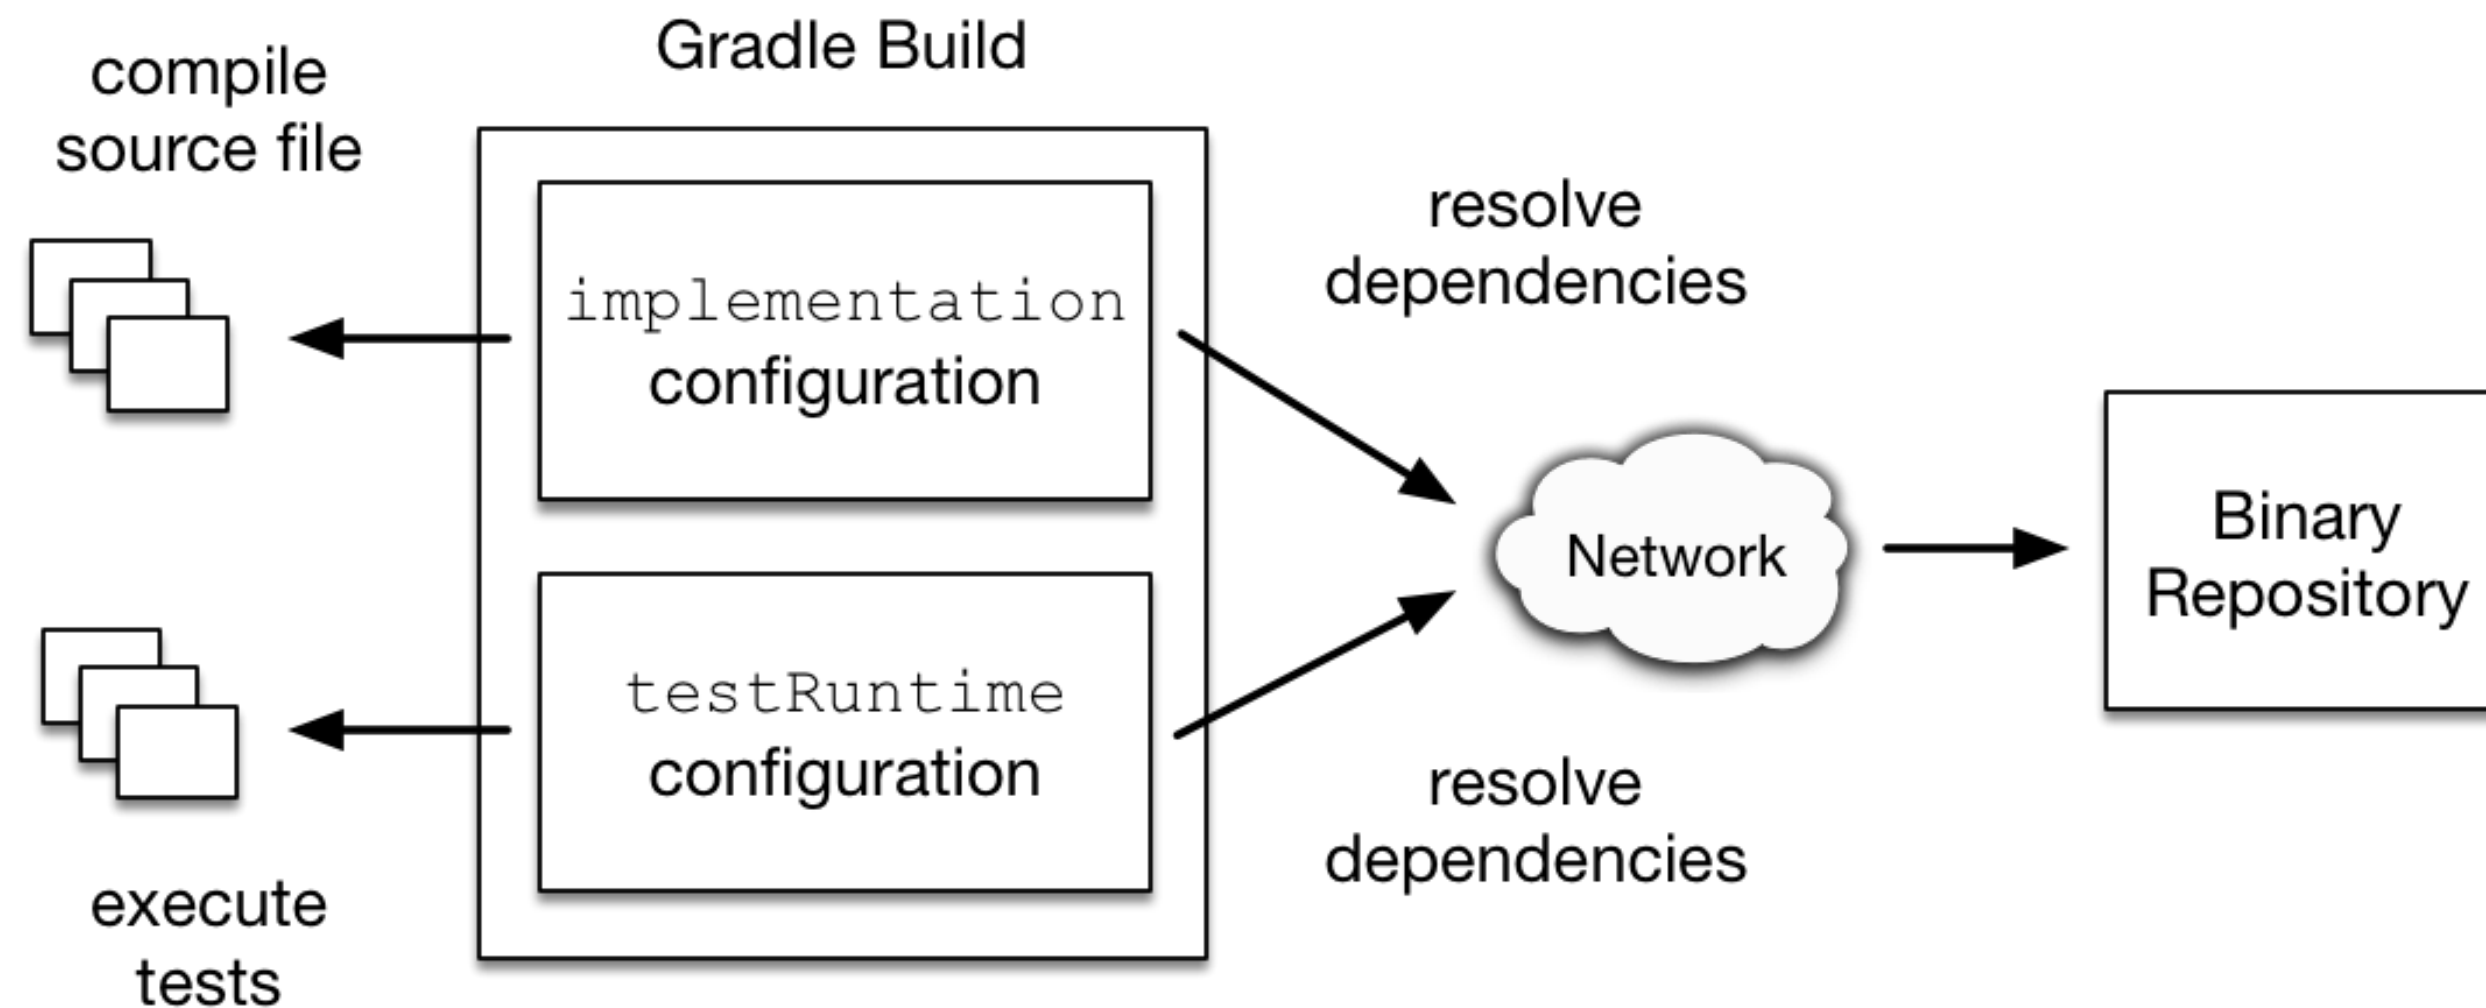 compile
source file
Gradle Build
implementation
configuration
resolve
dependencies
Network
Binary
Repository
testRuntime
configuration
resolve
dependencies
execute
tests